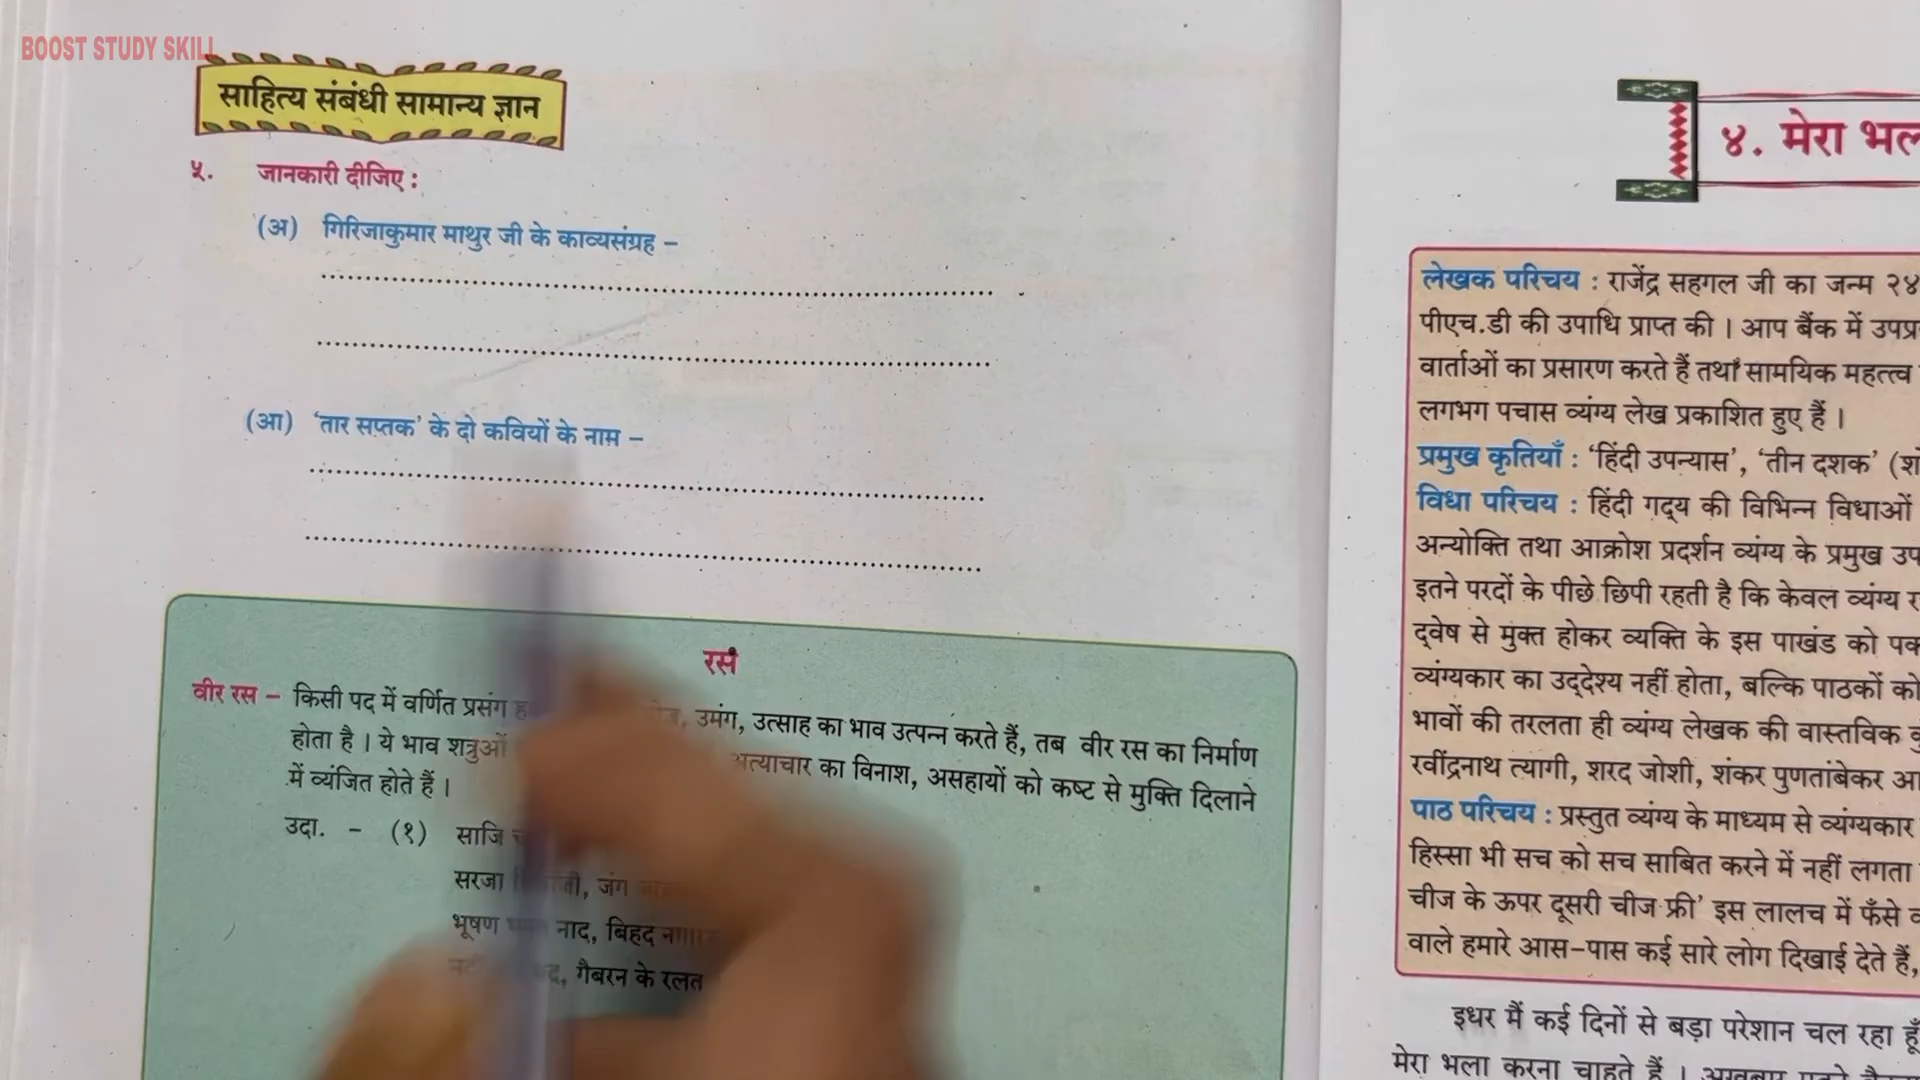 BOOST STUDY SKILL
साहित्य संबंधी सामान्य ज्ञान
५. जानकारी दीजिए :
(अ) गिरिजाकुमार माथुर जी के काव्यसंग्रह –
(आ) ‘तार सप्तक’ के दो कवियों के नाम –
रस
वीर रस – किसी पद में वर्णित प्रसंग उमंग, उत्साह का भाव उत्पन्न करते हैं, तब वीर रस का निर्माण
होता है । ये भाव शत्रुओं अत्याचार का विनाश, असहायों को कष्ट से मुक्ति दिलाने
में व्यंजित होते हैं ।
उदा. – (१) साजि
सरजा जंग
भूषण नाद, बिहद
गैबरन के रलत
४. मेरा
लेखक परिचय : राजेंद्र सहगल जी का जन्म २४
पीएच.डी की उपाधि प्राप्त की । आप बैंक में
वार्ताओं का प्रसारण करते हैं तथा सामयिक महत्त्व
लगभग पचास व्यंग्य लेख प्रकाशित हुए हैं ।
प्रमुख कृतियाँ : ‘हिंदी उपन्यास’, ‘तीन दशक’
विधा परिचय : हिंदी गद्‌य की विभिन्न विधाओं
अन्योक्ति तथा आक्रोश प्रदर्शन व्यंग्य के प्रमुख
इतने परदों के पीछे छिपी रहती है कि केवल व्यंग्य
द्‌वेष से मुक्त होकर व्यक्ति के इस पाखंड को
व्यंग्यकार का उद्‌देश्य नहीं होता, बल्कि पाठकों को
भावों की तरलता ही व्यंग्य लेखक की वास्तविक
रवींद्रनाथ त्यागी, शरद जोशी, शंकर पुणतांबेकर
पाठ परिचय : प्रस्तुत व्यंग्य के माध्यम से व्यंग्यकार
हिस्सा भी सच को सच साबित करने में नहीं लगता
चीज के ऊपर दूसरी चीज फ्री’ इस लालच में फँसे
वाले हमारे आस-पास कई सारे लोग दिखाई देते हैं,
इधर मैं कई दिनों से बड़ा परेशान चल रहा हूँ
मेरा भला करना चाहते हैं ।